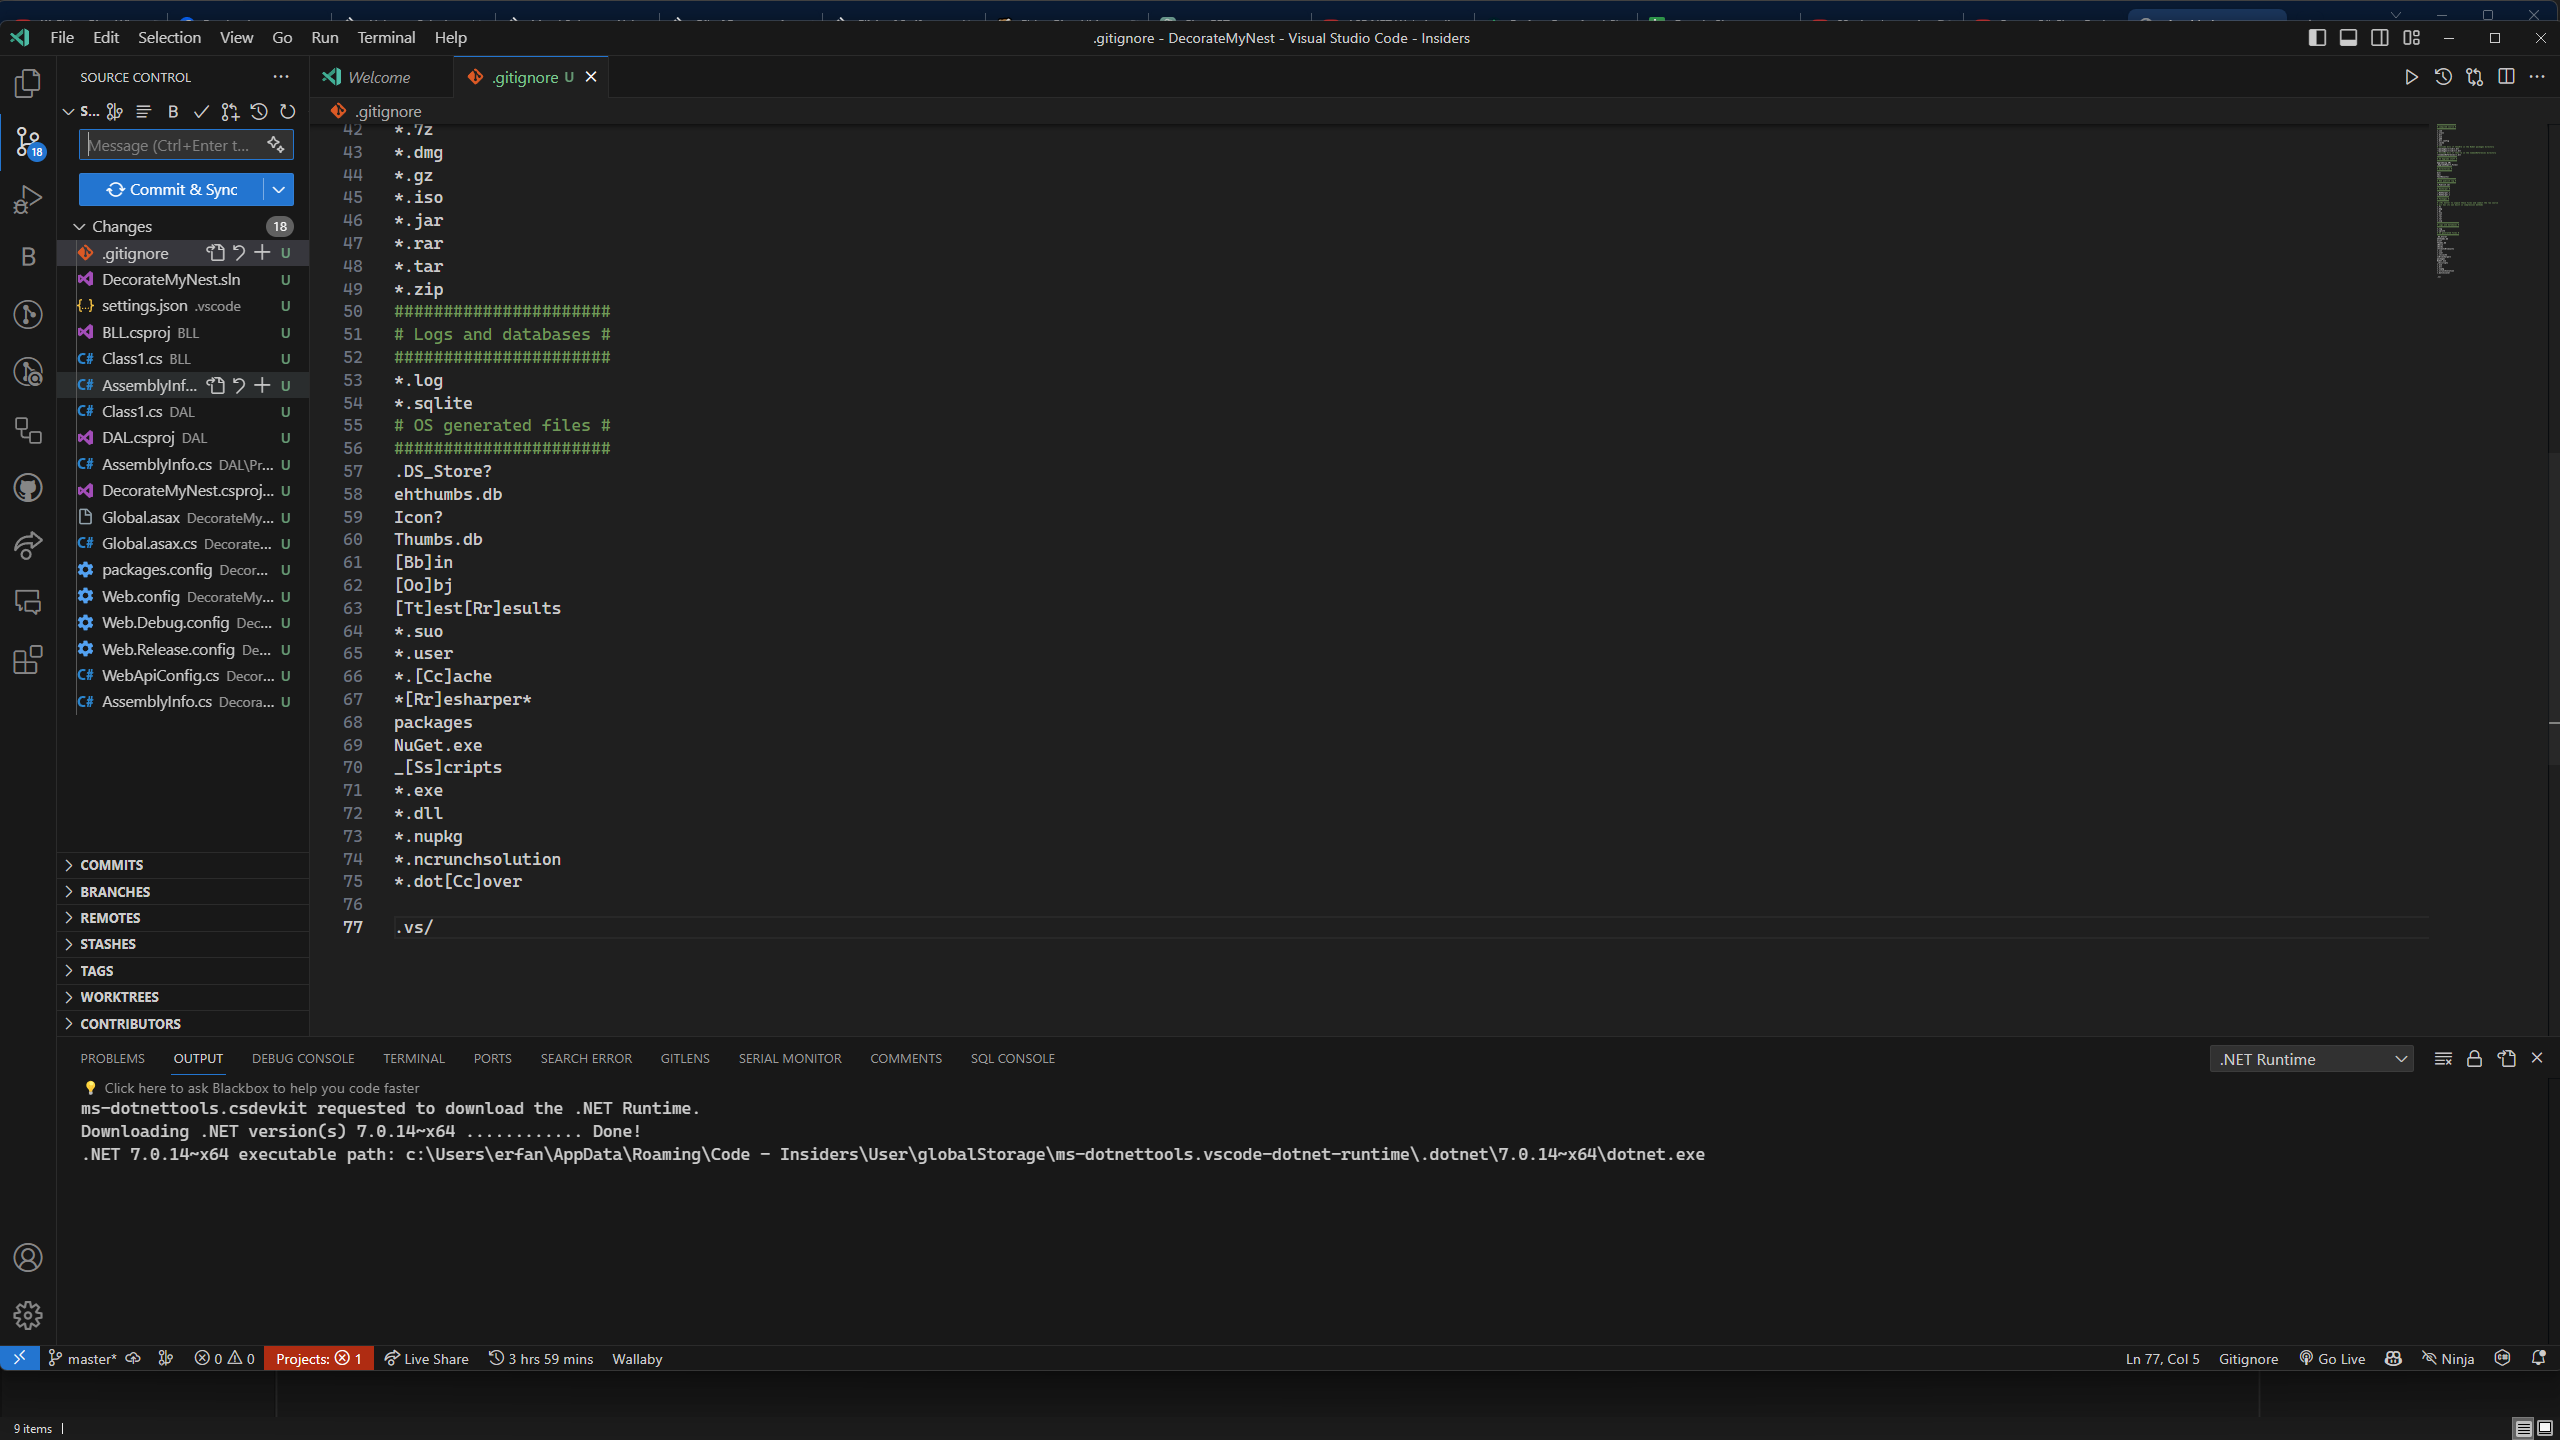 File Edit Selection View Go Run Terminal Help
.gitignore - DecorateMyNest - Visual Studio Code - Insiders
SOURCE CONTROL
Welcome
.gitignore U
S...
B
.gitignore
Message (Ctrl+Enter t...
Commit & Sync
Changes 18
.gitignore U
DecorateMyNest.sln U
settings.json .vscode U
BLL.csproj BLL U
Class1.cs BLL U
AssemblyInf... U
Class1.cs DAL U
DAL.csproj DAL U
AssemblyInfo.cs DAL\Pr... U
DecorateMyNest.csproj... U
Global.asax DecorateMy... U
Global.asax.cs Decorate... U
packages.config Decor... U
Web.config DecorateMy... U
Web.Debug.config Dec... U
Web.Release.config De... U
WebApiConfig.cs Decor... U
AssemblyInfo.cs Decora... U
COMMITS
BRANCHES
REMOTES
STASHES
TAGS
WORKTREES
CONTRIBUTORS
18
B
42 *.7z
43 *.dmg
44 *.gz
45 *.iso
46 *.jar
47 *.rar
48 *.tar
49 *.zip
50 ######################
51 # Logs and databases #
52 ######################
53 *.log
54 *.sqlite
55 # OS generated files #
56 ######################
57 .DS_Store?
58 ehthumbs.db
59 Icon?
60 Thumbs.db
61 [Bb]in
62 [Oo]bj
63 [Tt]est[Rr]esults
64 *.suo
65 *.user
66 *.[Cc]ache
67 *[Rr]esharper*
68 packages
69 NuGet.exe
70 _[Ss]cripts
71 *.exe
72 *.dll
73 *.nupkg
74 *.ncrunchsolution
75 *.dot[Cc]over
76
77 .vs/
PROBLEMS OUTPUT DEBUG CONSOLE TERMINAL PORTS SEARCH ERROR GITLENS SERIAL MONITOR COMMENTS SQL CONSOLE
.NET Runtime
Click here to ask Blackbox to help you code faster
ms-dotnettools.csdevkit requested to download the .NET Runtime.
Downloading .NET version(s) 7.0.14~x64 ............ Done!
.NET 7.0.14~x64 executable path: c:\Users\erfan\AppData\Roaming\Code - Insiders\User\globalStorage\ms-dotnettools.vscode-dotnet-runtime\.dotnet\7.0.14~x64\dotnet.exe
master* 0 0 Projects: 1 Live Share 3 hrs 59 mins Wallaby
Ln 77, Col 5 Gitignore Go Live Ninja
9 items